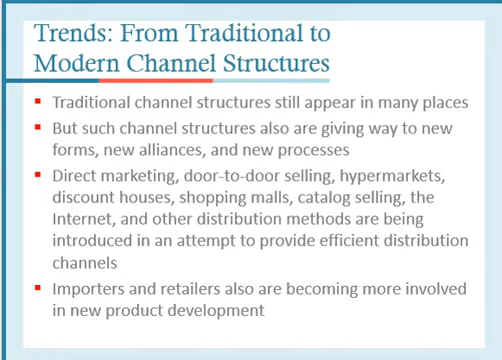 Trends: From Traditional to
Modern Channel Structures
Traditional channel structures still appear in many places
But such channel structures also are giving way to new
forms, new alliances, and new processes
Direct marketing, door-to-door selling, hypermarkets,
discount houses, shopping malls, catalog selling, the
Internet, and other distribution methods are being
introduced in an attempt to provide efficient distribution
channels
Importers and retailers also are becoming more involved
in new product development